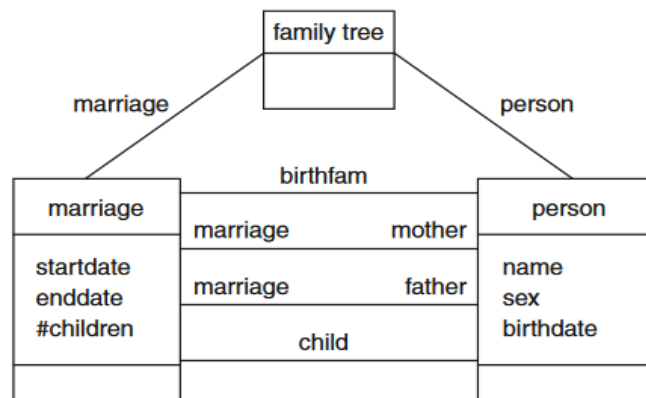 family tree
marriage
person
birthfam
marriage
person
marriage
mother
startdate
name
enddate
marriage
father
sex
#children
birthdate
child